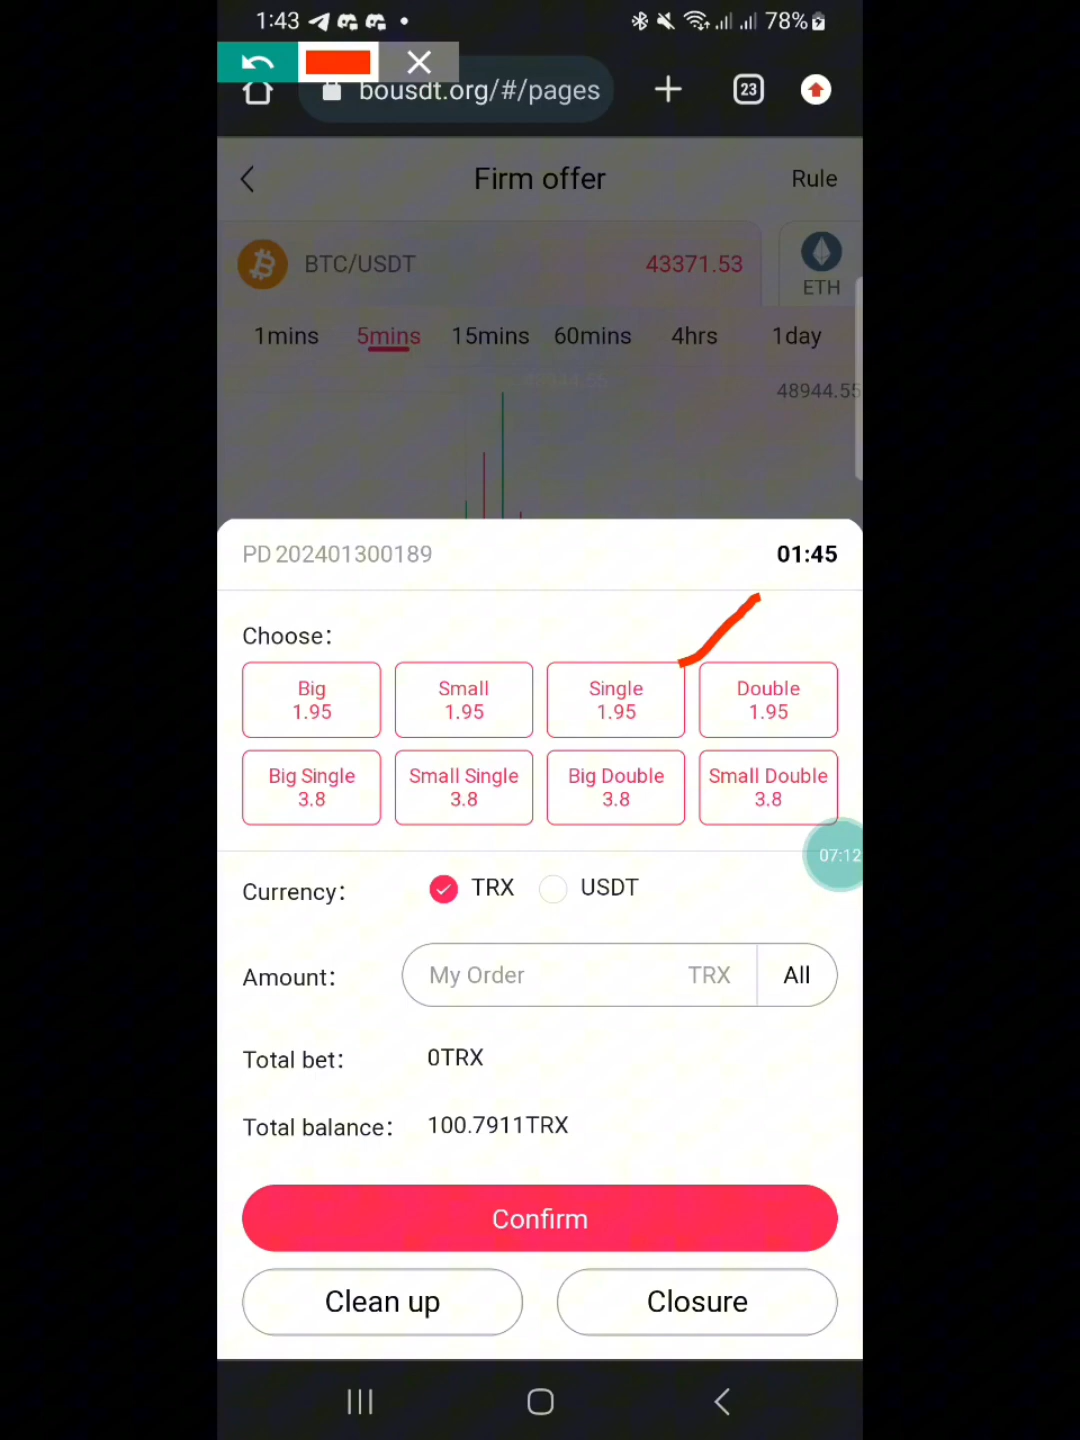 1:43
78%
bousdt.org/#/pages
23
Firm offer
Rule
BTC/USDT
43371.53
ETH
1mins
5mins
15mins
60mins
4hrs
1day
48944.55
48944.55
PD202401300189
01:45
Choose:
Big
1.95
Small
1.95
Single
1.95
Double
1.95
Big Single
3.8
Small Single
3.8
Big Double
3.8
Small Double
3.8
07:12
Currency:
TRX
USDT
Amount:
My Order
TRX
All
Total bet:
0TRX
Total balance:
100.7911TRX
Confirm
Clean up
Closure